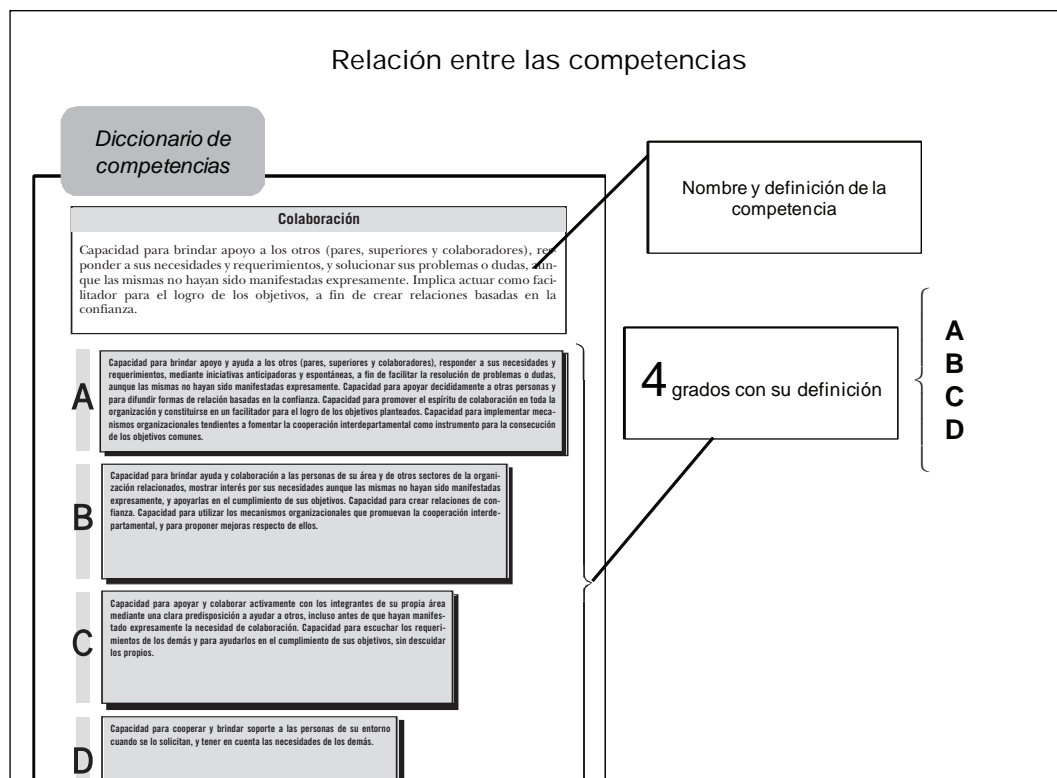 Relación entre las competencias
Diccionario de
competencias
Colaboración
Capacidad para brindar apoyo a los otros (pares, superiores y colaboradores), res-
ponder a sus necesidades y requerimientos, y solucionar sus problemas o dudas, aun-
que las mismas no hayan sido manifestadas expresamente. Implica actuar como faci-
litador para el logro de los objetivos, a fin de crear relaciones basadas en la
confianza.
Nombre y definición de la
competencia
A
Capacidad para brindar apoyo y ayuda a los otros (pares, superiores y colaboradores), responder a sus necesidades y
requerimientos, mediante iniciativas anticipadoras y espontáneas, a fin de facilitar la resolución de problemas o dudas,
aunque las mismas no hayan sido manifestadas expresamente. Capacidad para apoyar decididamente a otras personas y
para difundir formas de relación basadas en la confianza. Capacidad para promover el espíritu de colaboración en toda la
organización y constituirse en un facilitador para el logro de los objetivos planteados. Capacidad para implementar meca-
nismos organizacionales tendientes a fomentar la cooperación interdepartamental como instrumento para la consecución
de los objetivos comunes.
4 grados con su definición
A
B
C
D
B
Capacidad para brindar ayuda y colaboración a las personas de su área y de otros sectores de la organi-
zación relacionados, mostrar interés por sus necesidades aunque las mismas no hayan sido manifestadas
expresamente, y apoyarlas en el cumplimiento de sus objetivos. Capacidad para crear relaciones de con-
fianza. Capacidad para utilizar los mecanismos organizacionales que promuevan la cooperación interde-
partamental, y para proponer mejoras respecto de ellos.
C
Capacidad para apoyar y colaborar activamente con los integrantes de su propia área
mediante una clara predisposición a ayudar a otros, incluso antes de que hayan manifes-
tado expresamente la necesidad de colaboración. Capacidad para escuchar los requeri-
mientos de los demás y para ayudarlos en el cumplimiento de sus objetivos, sin descuidar
los propios.
D
Capacidad para cooperar y brindar soporte a las personas de su entorno
cuando se lo solicitan, y tener en cuenta las necesidades de los demás.